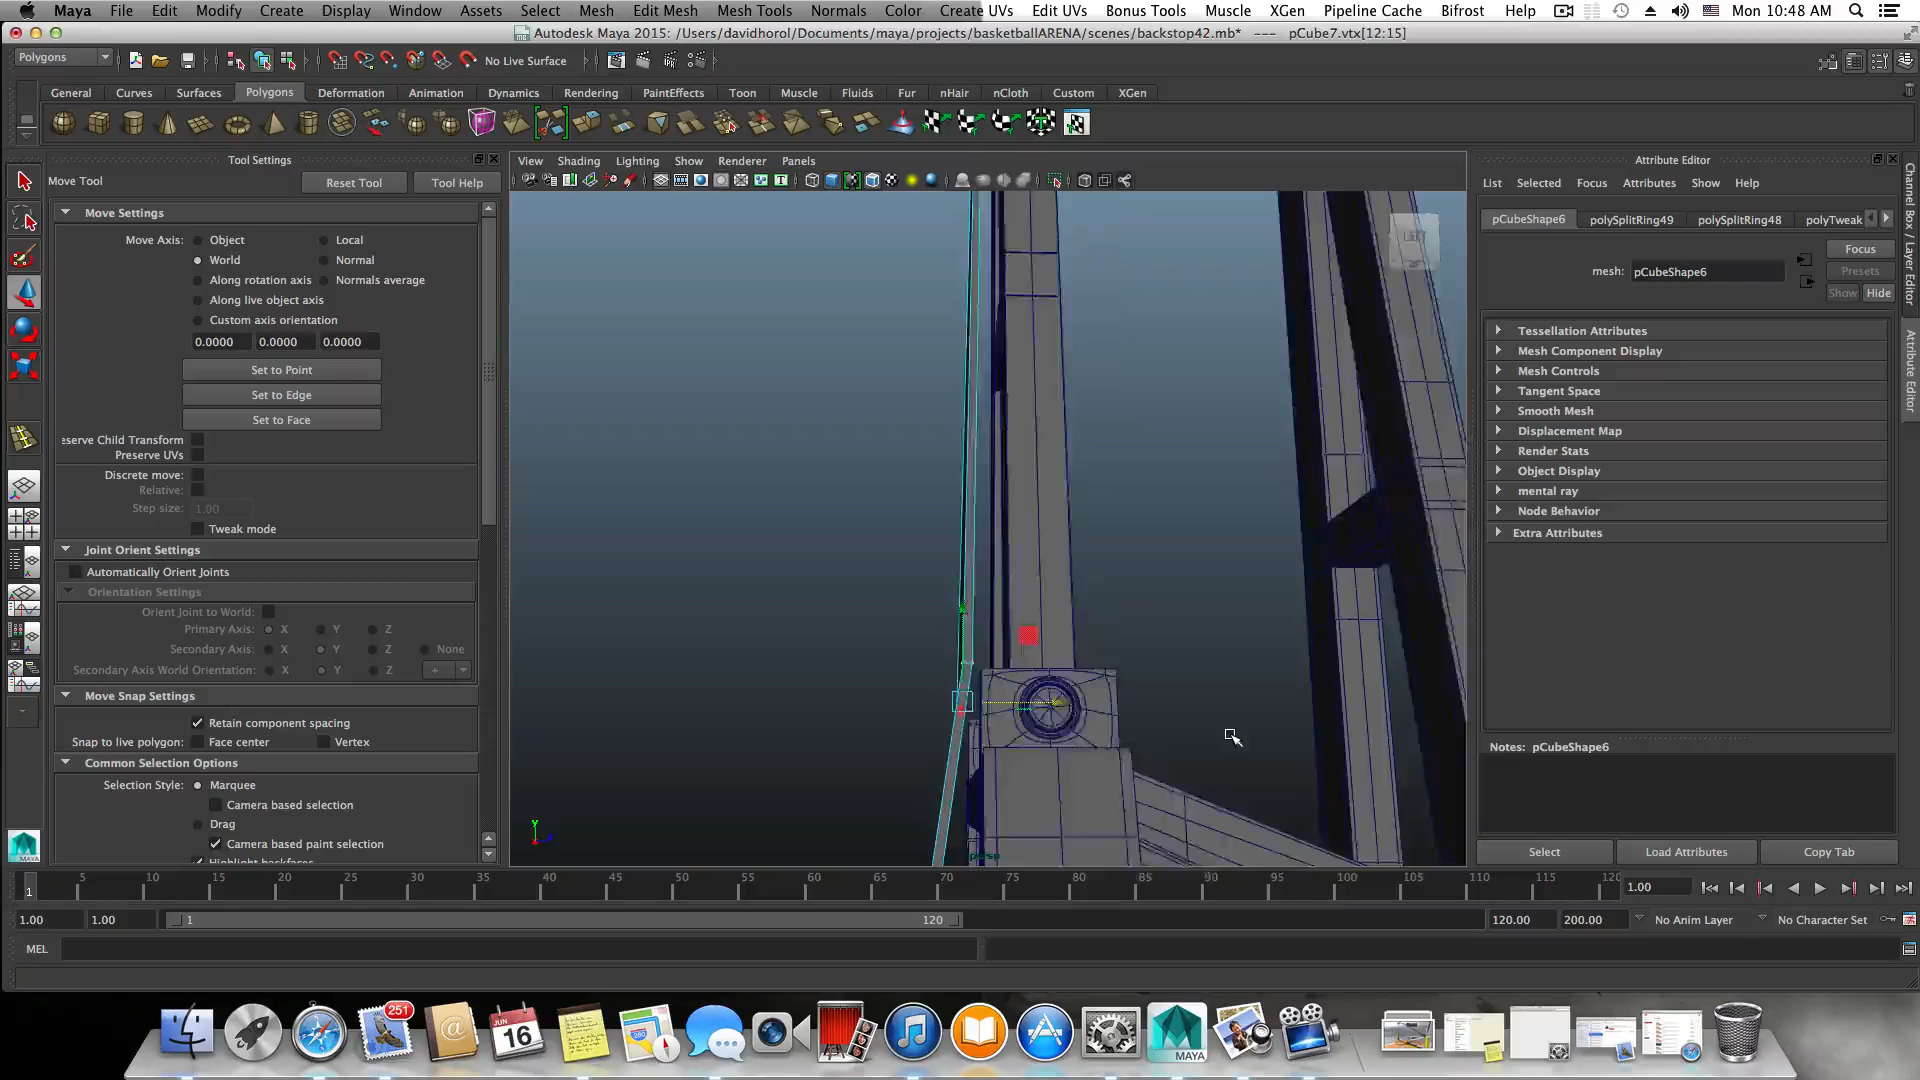 Maya File Edit Modify Create Display Window Assets Select Mesh Edit Mesh Mesh Tools Normals Color Create UVs Edit UVs Bonus Tools Muscle XGen Pipeline Cache Bifrost Help Mon 10:48 AM
Autodesk Maya 2015: /Users/davidhorol/Documents/maya/projects/basketballARENA/scenes/backstop42.mb* --- pCube7.vtx[12:15]
Polygons No Live Surface
General Curves Surfaces Polygons Deformation Animation Dynamics Rendering PaintEffects Toon Muscle Fluids Fur nHair nCloth Custom XGen
Tool Settings
Move Tool Reset Tool Tool Help
Move Settings
Move Axis: Object Local
World Normal
Along rotation axis Normals average
Along live object axis
Custom axis orientation
0.0000 0.0000 0.0000
Set to Point
Set to Edge
Set to Face
eserve Child Transform
Preserve UVs
Discrete move:
Relative:
Step size: 1.00
Tweak mode
Joint Orient Settings
Automatically Orient Joints
Orientation Settings
Orient Joint to World:
Primary Axis: X Y Z
Secondary Axis: X Y Z None
Secondary Axis World Orientation: X Y Z +
Move Snap Settings
Retain component spacing
Snap to live polygon: Face center Vertex
Common Selection Options
Selection Style: Marquee
Camera based selection
Drag
Camera based paint selection
Highlight backfaces
View Shading Lighting Show Renderer Panels
persp
Y
Attribute Editor
List Selected Focus Attributes Show Help
pCubeShape6 polySplitRing49 polySplitRing48 polyTweak
Focus
mesh: pCubeShape6 Presets
Show Hide
Tessellation Attributes
Mesh Component Display
Mesh Controls
Tangent Space
Smooth Mesh
Displacement Map
Render Stats
Object Display
mental ray
Node Behavior
Extra Attributes
Notes: pCubeShape6
Select Load Attributes Copy Tab
Channel Box / Layer Editor
Attribute Editor
1 5 10 15 20 25 30 35 40 45 50 55 60 65 70 75 80 85 90 95 100 105 110 115 120 1.00
1.00 1.00 1 120 120.00 200.00 No Anim Layer No Character Set
MEL
251
JUN
16
280
MAYA
MAYA